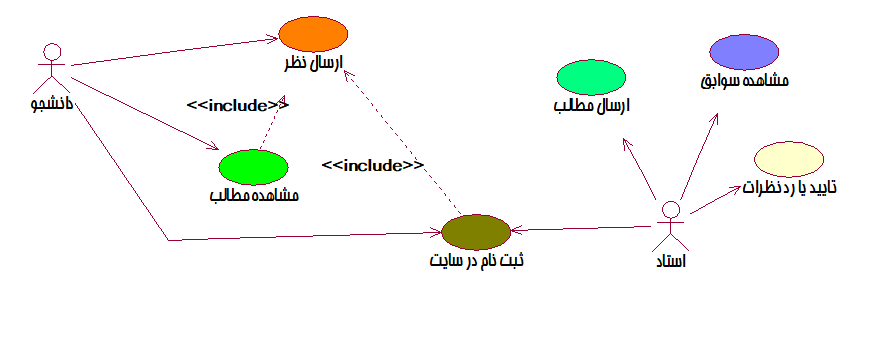 ارسال نظر
مشاهده سوابق
ارسال مطالب
دانشجو
<<include>>
<<include>>
مشاهده مطالب
تایید یا رد نظرات
ثبت نام در سایت
استاد